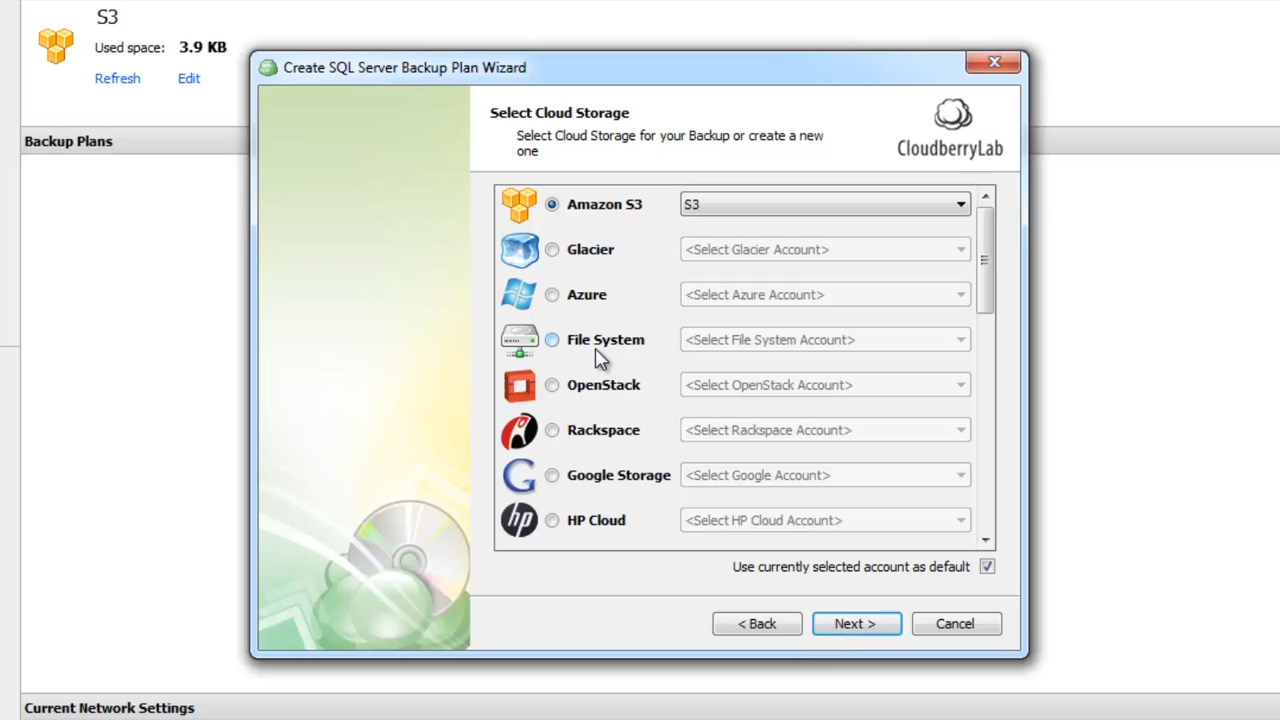 S3
Used space: 3.9 KB
Refresh Edit
Backup Plans
Create SQL Server Backup Plan Wizard
Select Cloud Storage
Select Cloud Storage for your Backup or create a new
one
CloudberryLab
Amazon S3 S3
Glacier <Select Glacier Account>
Azure <Select Azure Account>
File System <Select File System Account>
OpenStack <Select OpenStack Account>
Rackspace <Select Rackspace Account>
G Google Storage <Select Google Account>
hp HP Cloud <Select HP Cloud Account>
Use currently selected account as default
< Back Next > Cancel
Current Network Settings